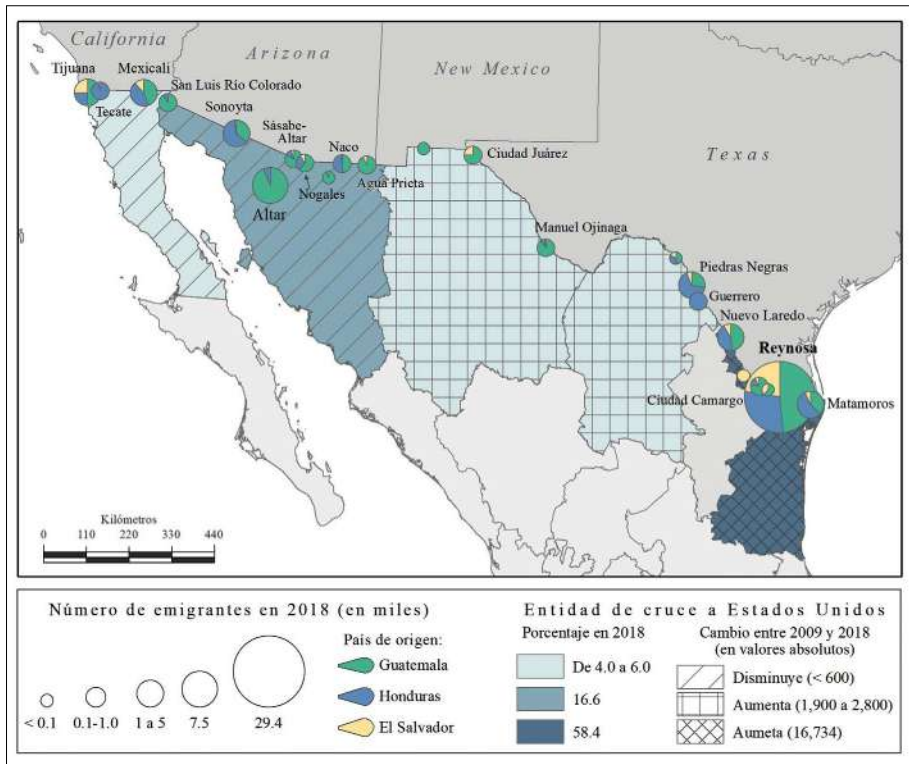 California
Arizona
New Mexico
Texas
Tijuana
Mexicali
San Luis Río Colorado
Tecate
Sonoyta
Sásabe-
Altar
Naco
Ciudad Juárez
Agua Prieta
Nogales
Altar
Manuel Ojinaga
Piedras Negras
Guerrero
Nuevo Laredo
Reynosa
Ciudad Camargo
Matamoros
Kilómetros
0 110 220 330 440
Número de emigrantes en 2018 (en miles)
País de origen:
Guatemala
Honduras
El Salvador
< 0.1 0.1-1.0 1 a 5 7.5 29.4
Entidad de cruce a Estados Unidos
Porcentaje en 2018
De 4.0 a 6.0
16.6
58.4
Cambio entre 2009 y 2018
(en valores absolutos)
Disminuye (< 600)
Aumenta (1,900 a 2,800)
Aumeta (16,734)